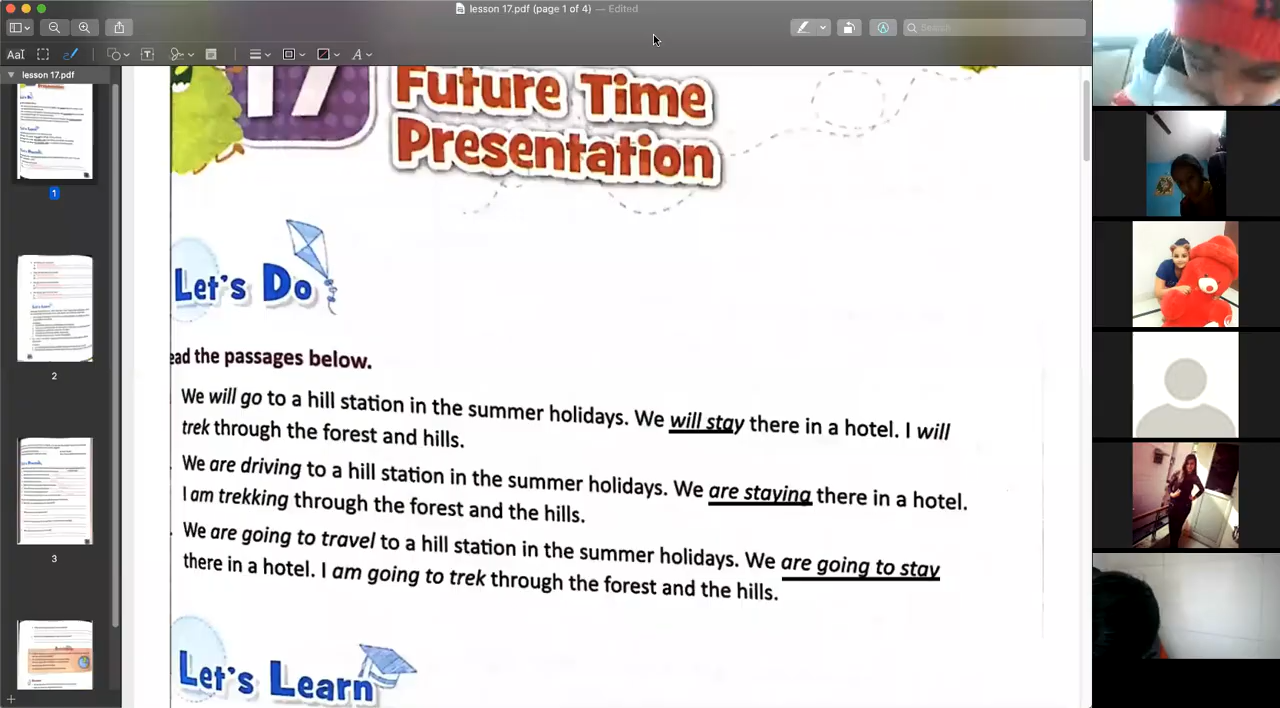 lesson 17.pdf (page 1 of 4) — Edited
Search
AaI
T
A
lesson 17.pdf
17
Future Time
Presentation
Let's Do
ead the passages below.
We will go to a hill station in the summer holidays. We will stay there in a hotel. I will
trek through the forest and hills.
We are driving to a hill station in the summer holidays. We are staying there in a hotel.
I am trekking through the forest and the hills.
We are going to travel to a hill station in the summer holidays. We are going to stay
there in a hotel. I am going to trek through the forest and the hills.
Let's Learn
1
2
3